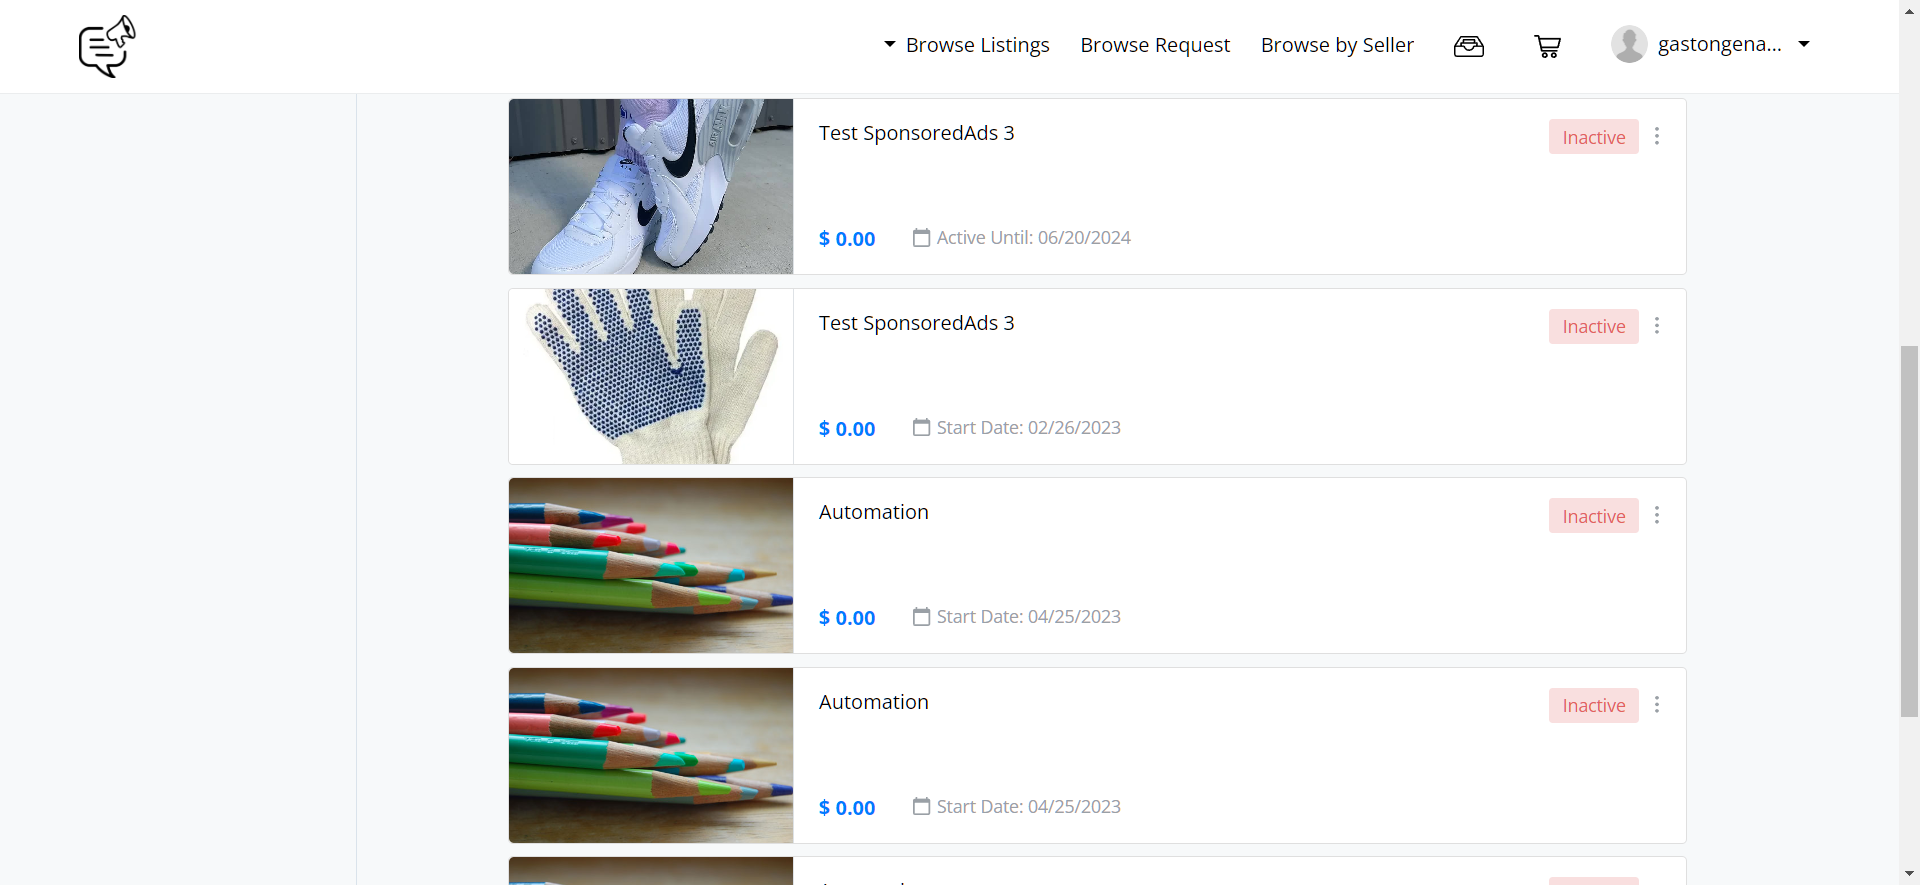 Browse Listings Browse Request Browse by Seller gastongena...
Test SponsoredAds 3 Inactive
$ 0.00 Active Until: 06/20/2024
Test SponsoredAds 3 Inactive
$ 0.00 Start Date: 02/26/2023
Automation Inactive
$ 0.00 Start Date: 04/25/2023
Automation Inactive
$ 0.00 Start Date: 04/25/2023